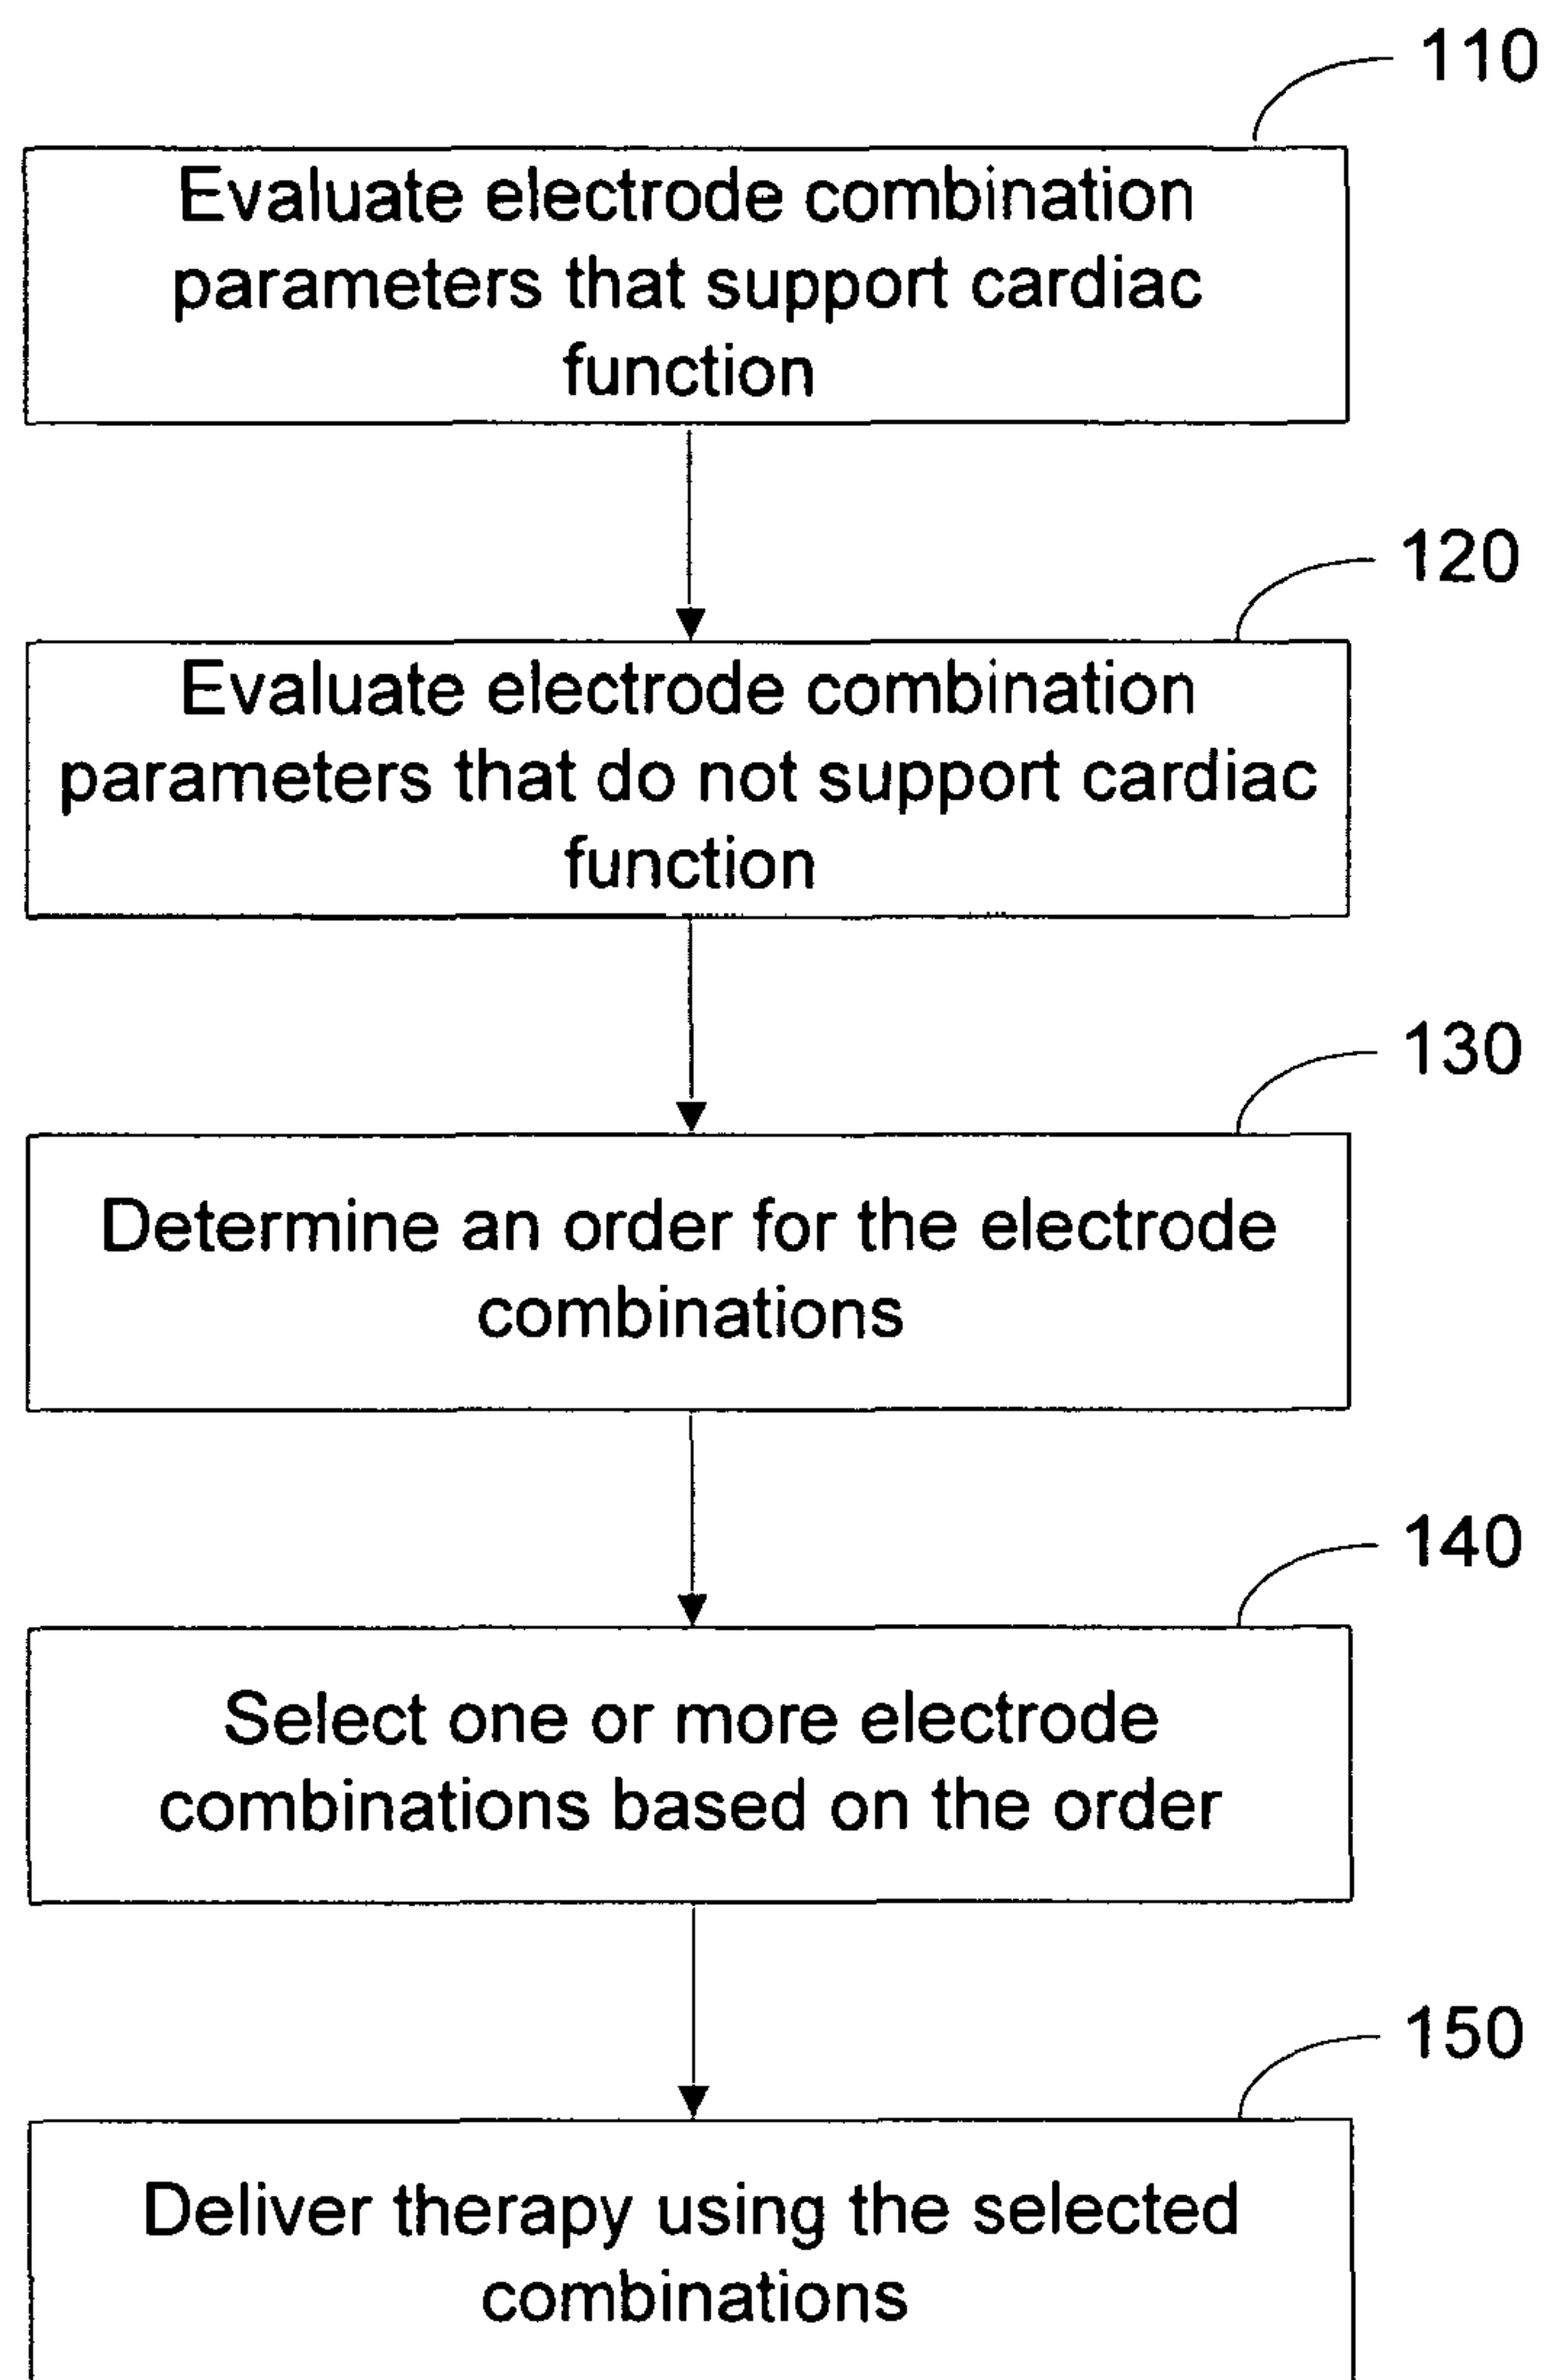 110
Evaluate electrode combination
parameters that support cardiac
function
120
Evaluate electrode combination
parameters that do not support cardiac
function
130
Determine an order for the electrode
combinations
140
Select one or more electrode
combinations based on the order
150
Deliver therapy using the selected
combinations